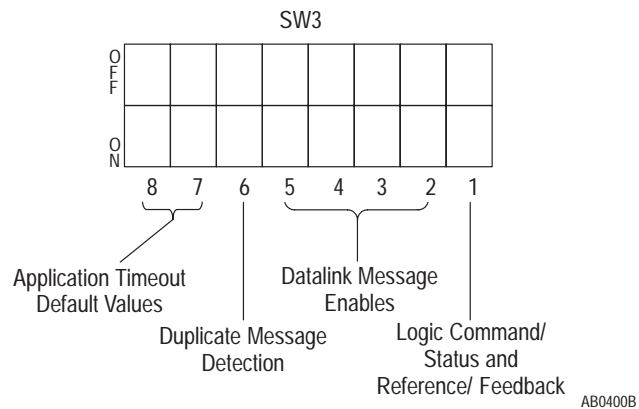 SW3
OFF
ON
8 7 6 5 4 3 2 1
Application Timeout
Default Values
Duplicate Message
Detection
Datalink Message
Enables
Logic Command/
Status and
Reference/ Feedback
AB0400B